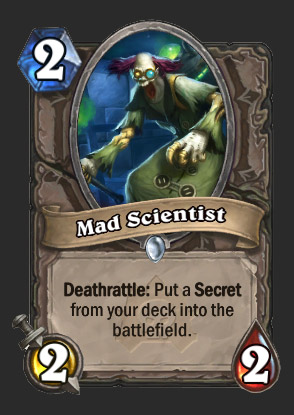 2
Mad Scientist
Deathrattle: Put a Secret
from your deck into the
battlefield.
2
2